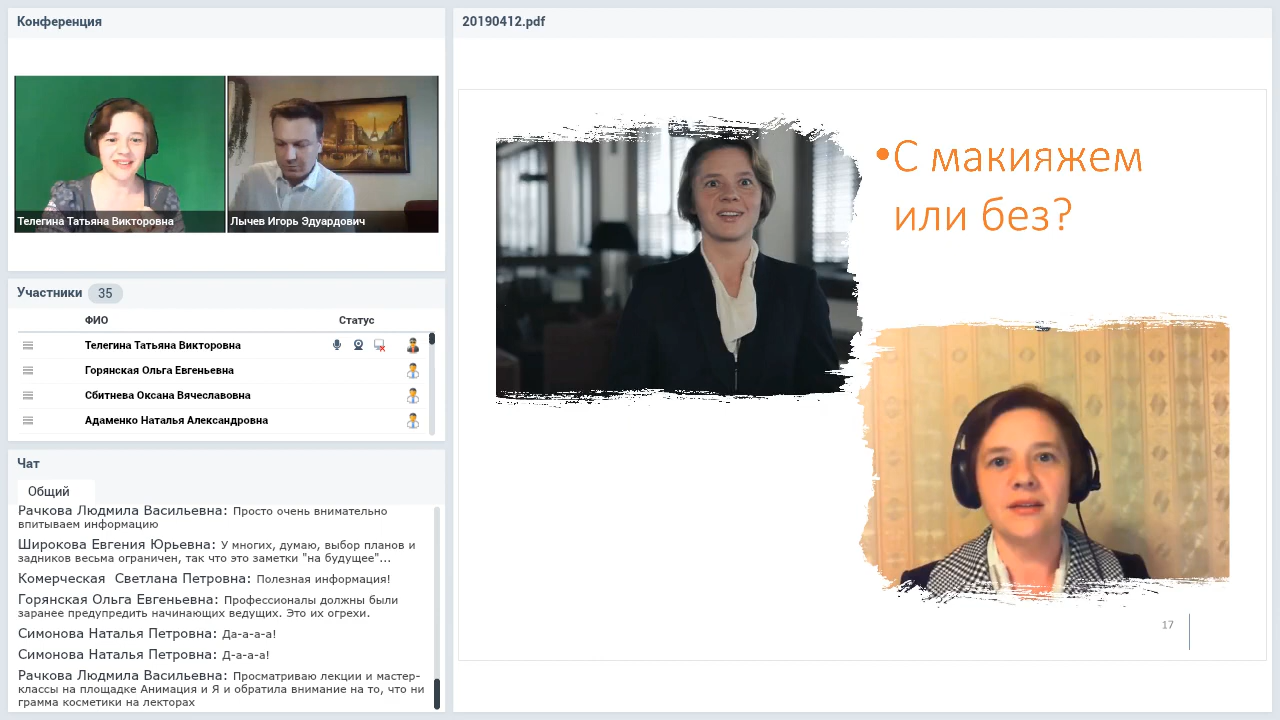 Конференция
Телегина Татьяна Викторовна
Лычев Игорь Эдуардович
Участники 35
ФИО Статус
Телегина Татьяна Викторовна
Горянская Ольга Евгеньевна
Сбитнева Оксана Вячеславовна
Адаменко Наталья Александровна
Чат
Общий
Рачкова Людмила Васильевна: Просто очень внимательно
впитываем информацию
Широкова Евгения Юрьевна: У многих, думаю, выбор планов и
задников весьма ограничен, так что это заметки "на будущее"...
Комерческая Светлана Петровна: Полезная информация!
Горянская Ольга Евгеньевна: Профессионалы должны были
заранее предупредить начинающих ведущих. Это их огрехи.
Симонова Наталья Петровна: Да-а-а-а!
Симонова Наталья Петровна: Д-а-а-а!
Рачкова Людмила Васильевна: Просматриваю лекции и мастер-
классы на площадке Анимация и Я и обратила внимание на то, что ни
грамма косметики на лекторах
20190412.pdf
•С макияжем
или без?
17